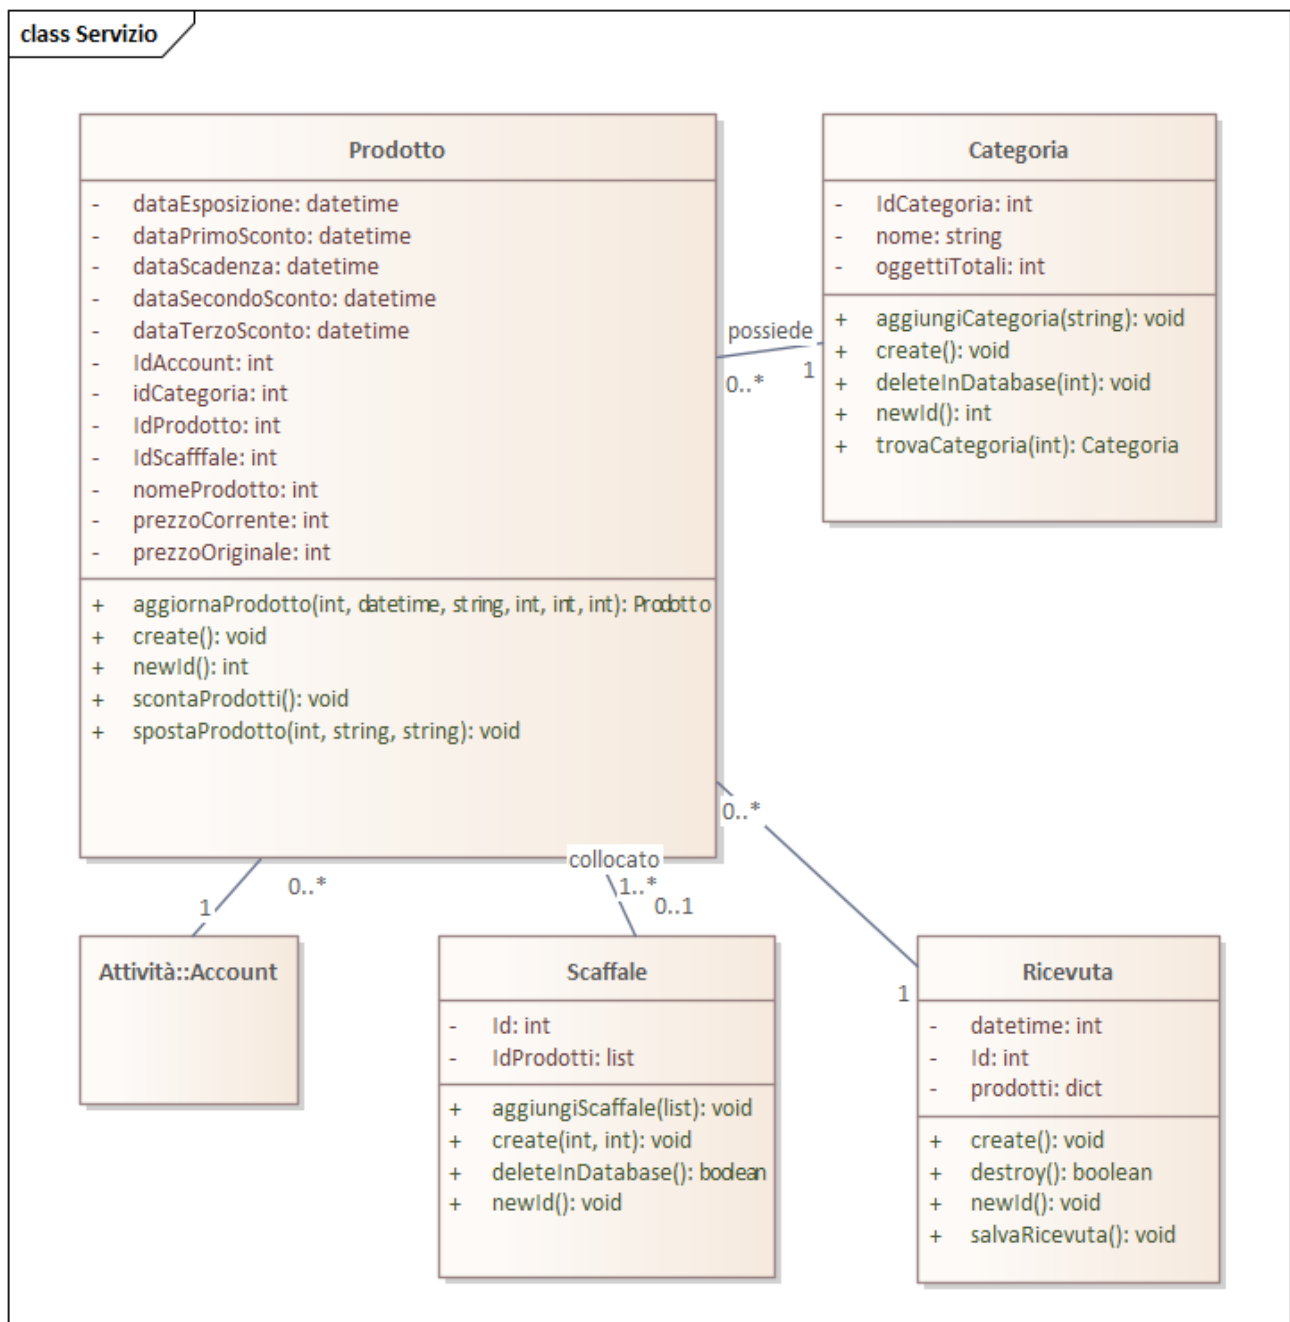 class Servizio
Prodotto
- dataEsposizione: datetime
- dataPrimoSconto: datetime
- dataScadenza: datetime
- dataSecondoSconto: datetime
- dataTerzoSconto: datetime
- IdAccount: int
- idCategoria: int
- IdProdotto: int
- IdScafffale: int
- nomeProdotto: int
- prezzoCorrente: int
- prezzoOriginale: int
+ aggiornaProdotto(int, datetime, string, int, int, int): Prodotto
+ create(): void
+ newId(): int
+ scontaProdotti(): void
+ spostaProdotto(int, string, string): void
Categoria
- IdCategoria: int
- nome: string
- oggettiTotali: int
+ aggiungiCategoria(string): void
+ create(): void
+ deleteInDatabase(int): void
+ newId(): int
+ trovaCategoria(int): Categoria
possiede
0..*
1
0..*
collocato
1..*
0..1
0..*
1
1
Attività::Account
Scaffale
- Id: int
- IdProdotti: list
+ aggiungiScaffale(list): void
+ create(int, int): void
+ deleteInDatabase(): boolean
+ newId(): void
Ricevuta
- datetime: int
- Id: int
- prodotti: dict
+ create(): void
+ destroy(): boolean
+ newId(): void
+ salvaRicevuta(): void